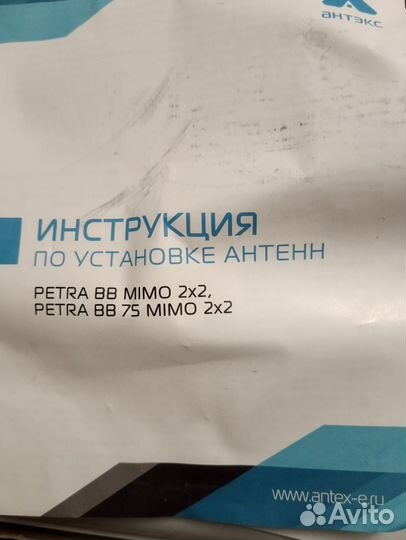 антэкс
ИНСТРУКЦИЯ
ПО УСТАНОВКЕ АНТЕНН
PETRA BB MIMO 2x2,
PETRA BB 75 MIMO 2x2
www.antex-e.ru
Avito